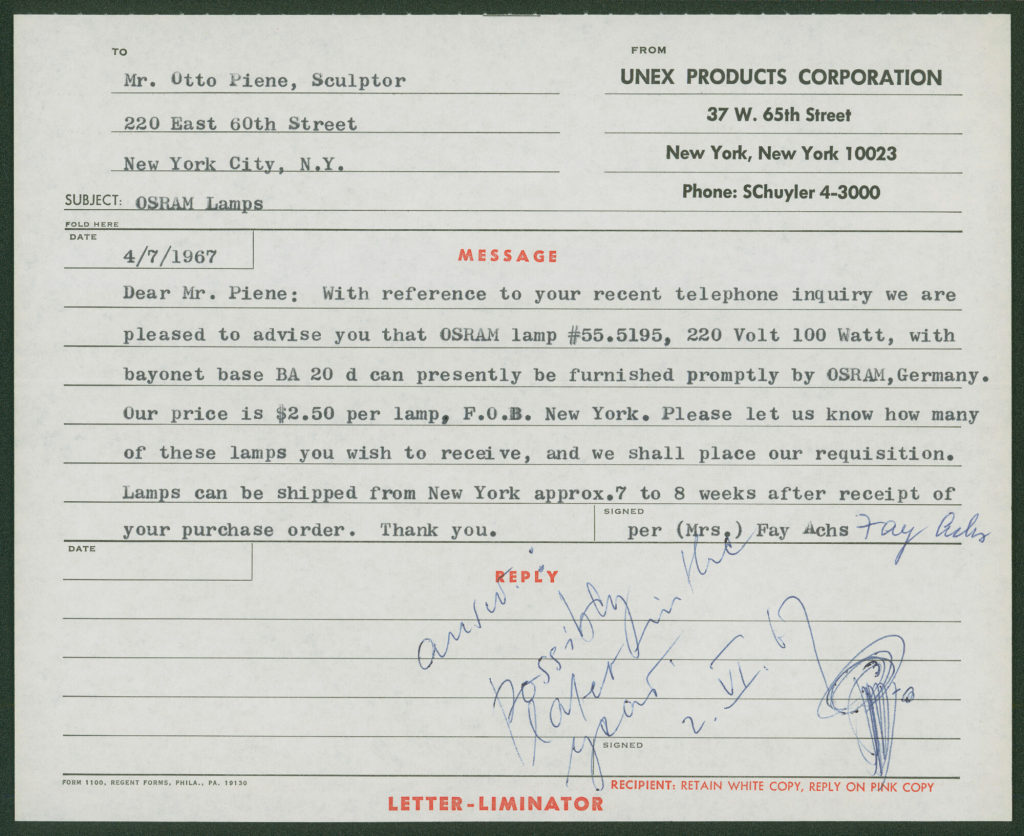 TO
Mr. Otto Piene, Sculptor
220 East 60th Street
New York City, N.Y.
FROM
UNEX PRODUCTS CORPORATION
37 W. 65th Street
New York, New York 10023
Phone: SChuyler 4-3000
SUBJECT: OSRAM Lamps
FOLD HERE
DATE
4/7/1967
MESSAGE
Dear Mr. Piene: With reference to your recent telephone inquiry we are
pleased to advise you that OSRAM lamp #55.5195, 220 Volt 100 Watt, with
bayonet base BA 20 d can presently be furnished promptly by OSRAM,Germany.
Our price is $2.50 per lamp, F.O.B. New York. Please let us know how many
of these lamps you wish to receive, and we shall place our requisition.
Lamps can be shipped from New York approx.7 to 8 weeks after receipt of
your purchase order. Thank you.
SIGNED
per (Mrs.) Fay Achs Fay Achs
DATE
REPLY
possibly
later in the
year
2. VI. 67
SIGNED
FORM 1100, REGENT FORMS, PHILA., PA. 19130
RECIPIENT: RETAIN WHITE COPY, REPLY ON PINK COPY
LETTER-LIMINATOR